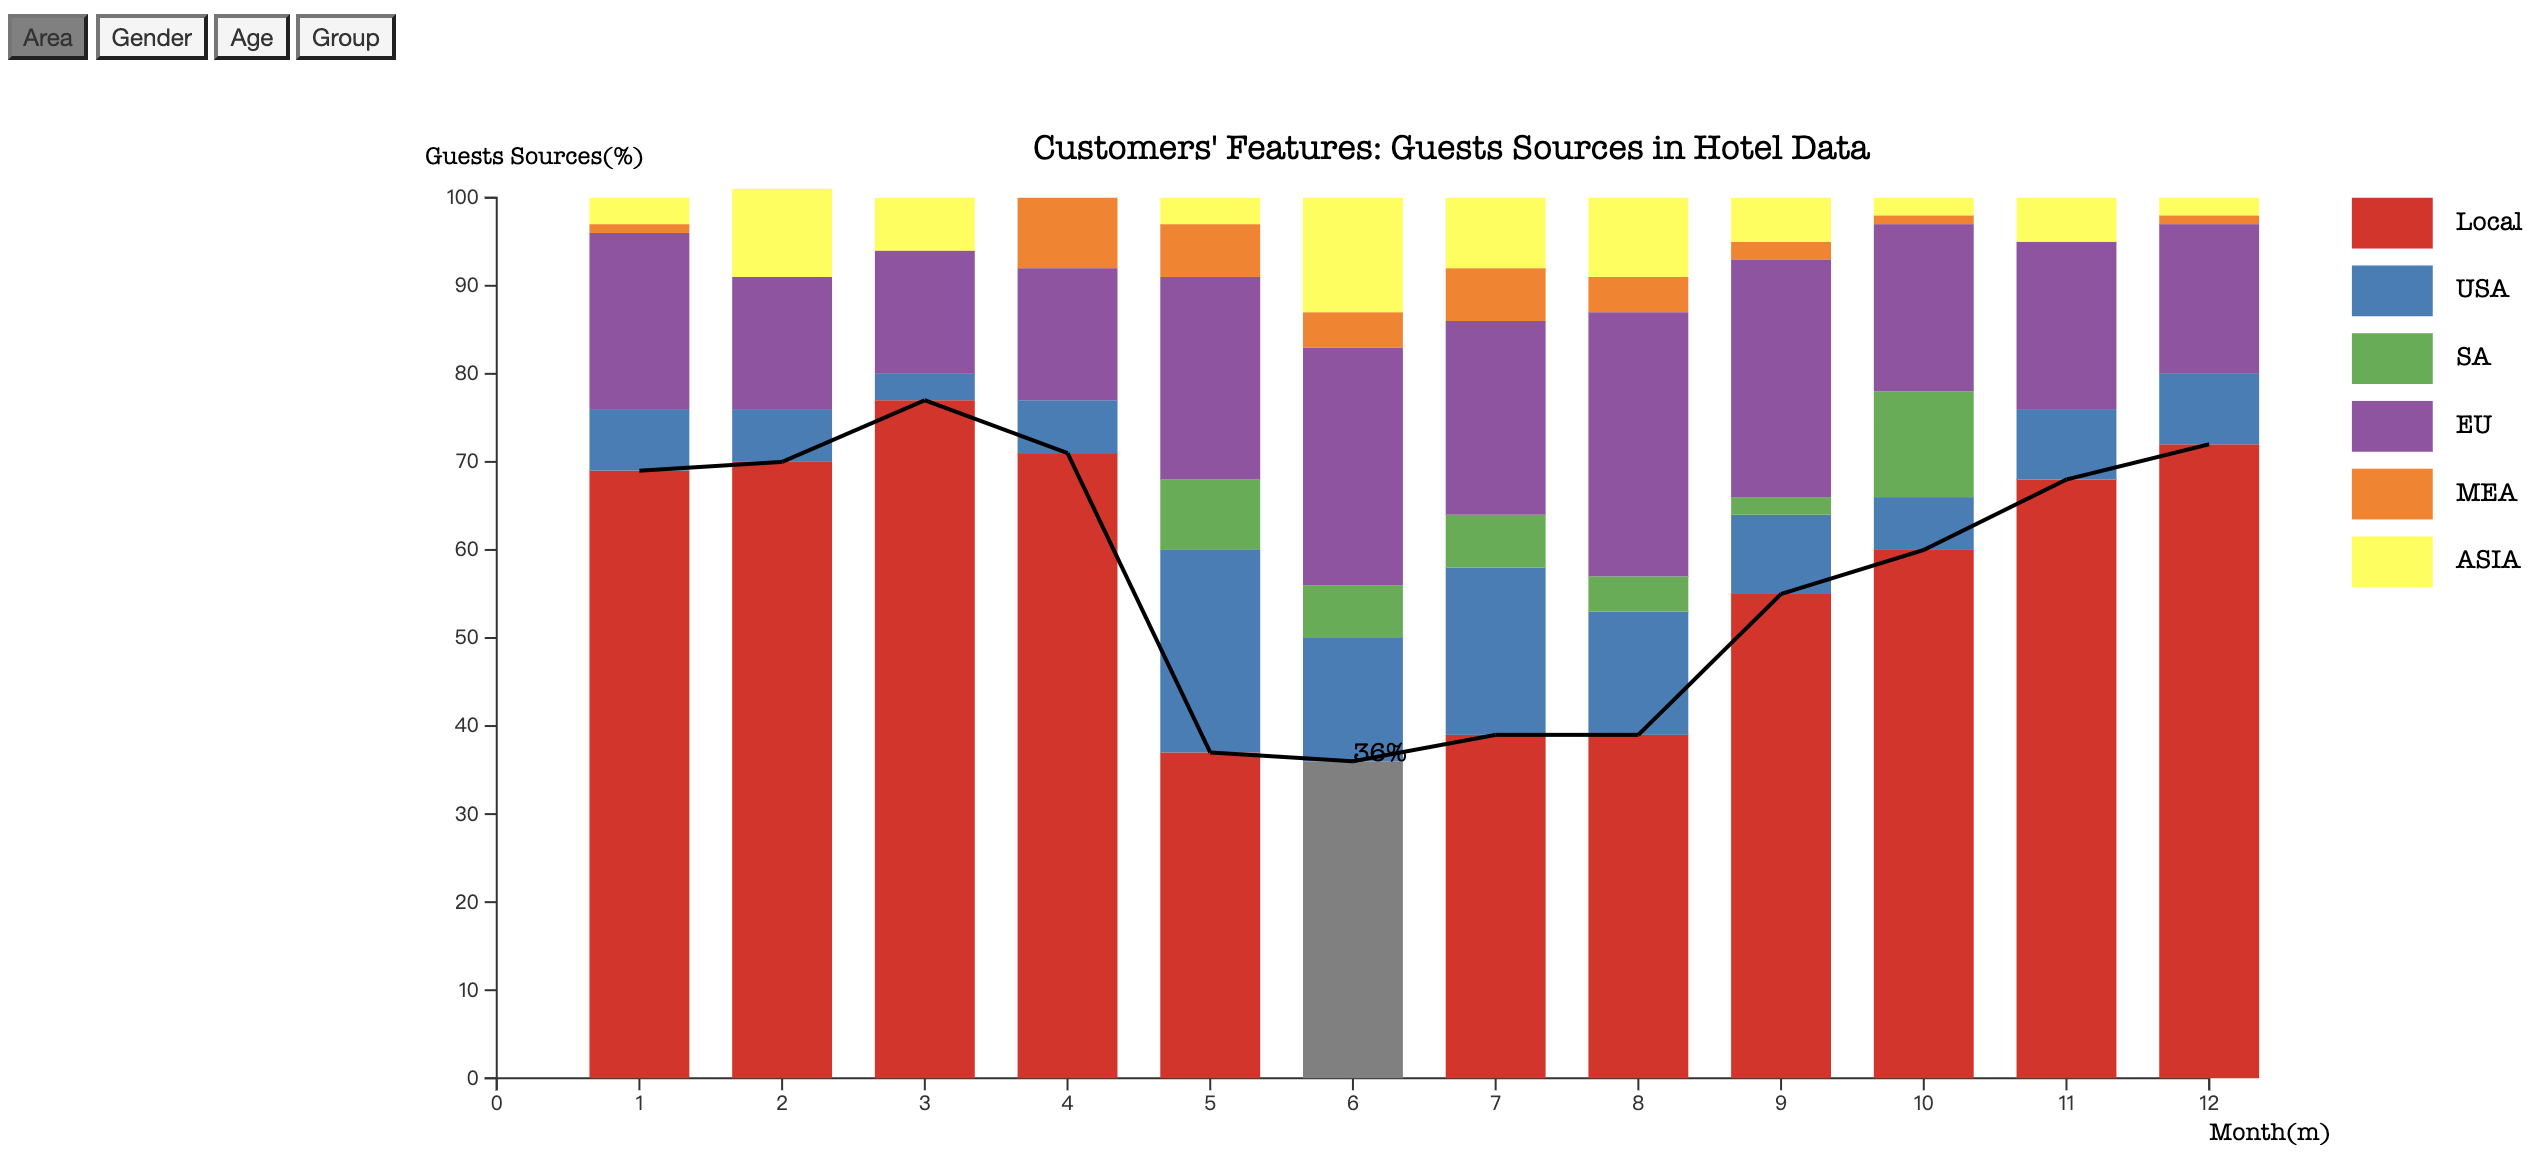 Area Gender Age Group
Customers' Features: Guests Sources in Hotel Data
Guests Sources(%)
100
90
80
70
60
50
40
30
20
10
0
36%
0 1 2 3 4 5 6 7 8 9 10 11 12
Month(m)
Local
USA
SA
EU
MEA
ASIA